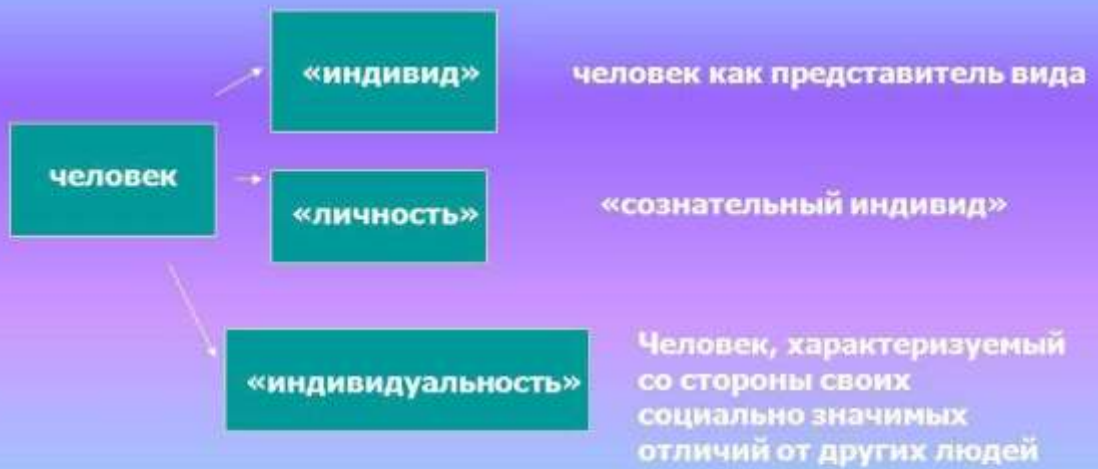 «индивид» человек как представитель вида
человек
«личность» «сознательный индивид»
«индивидуальность»
Человек, характеризуемый
со стороны своих
социально значимых
отличий от других людей